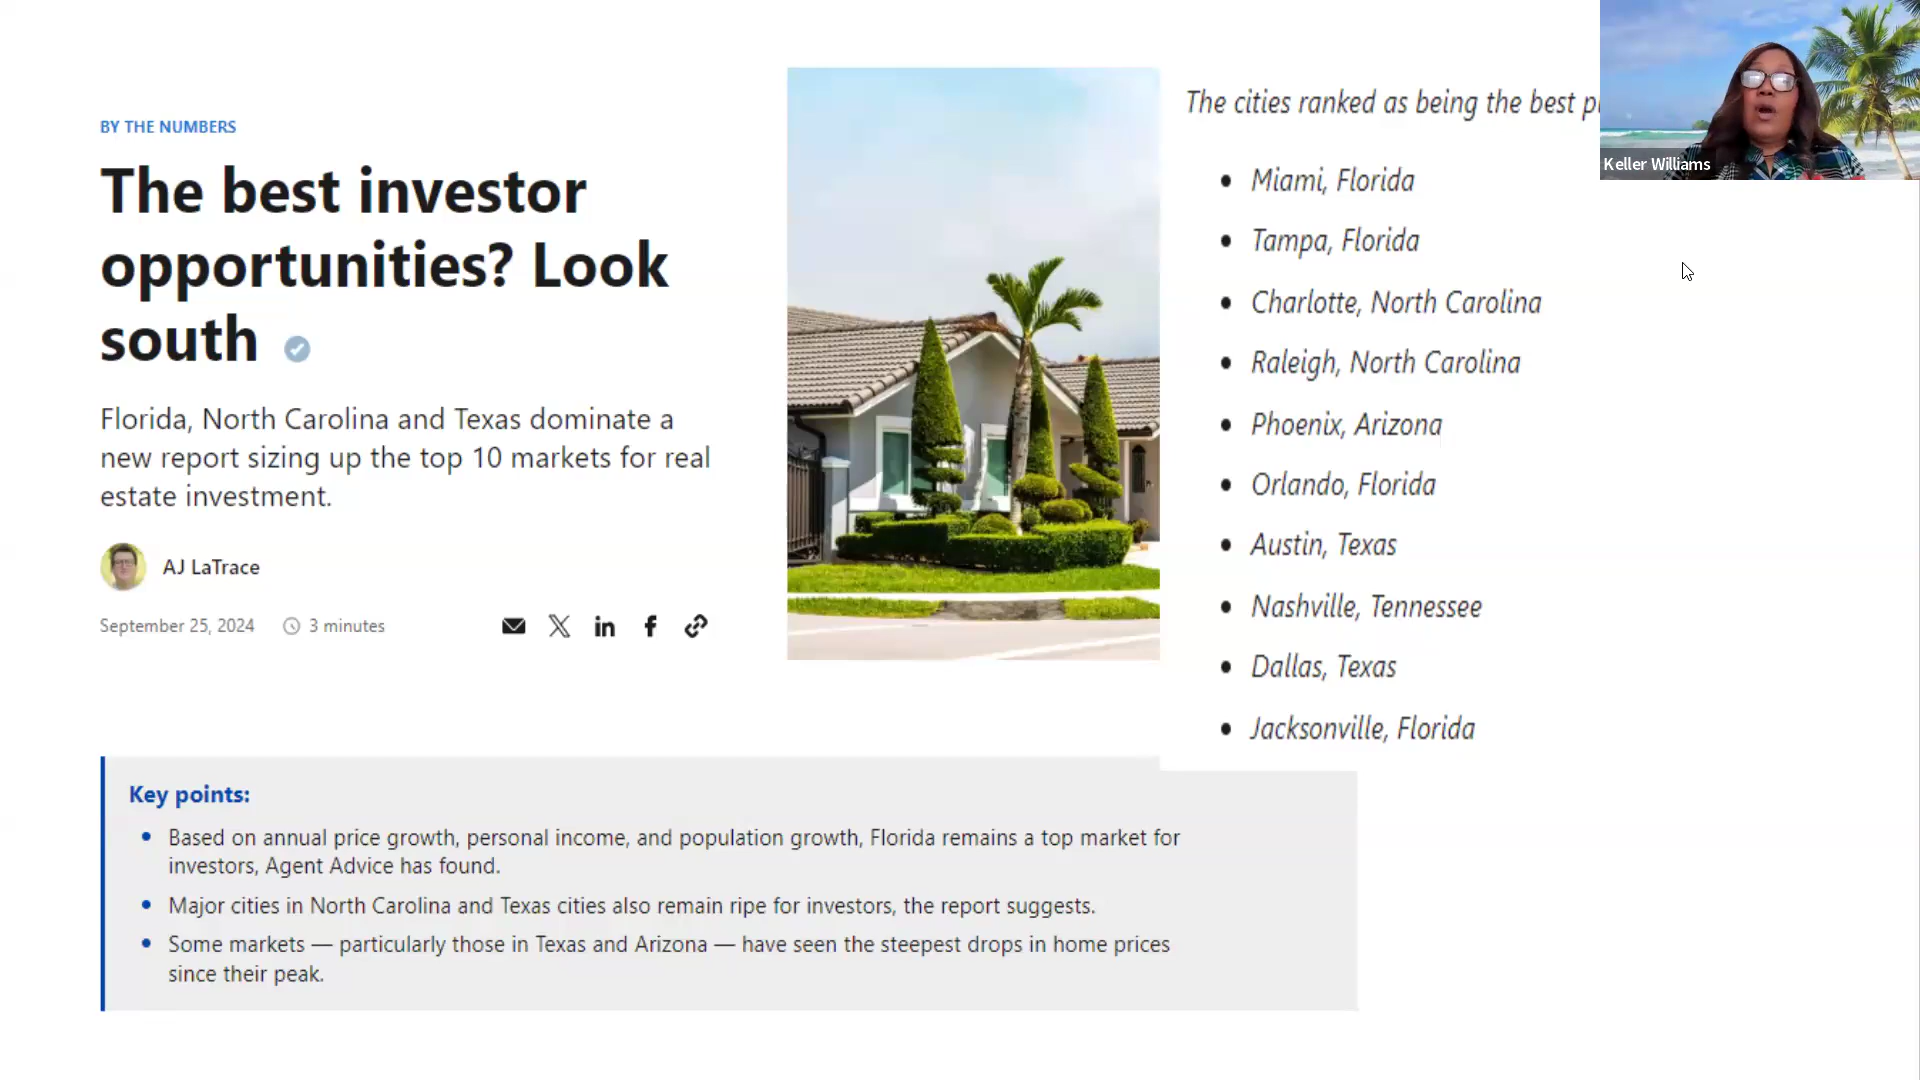 BY THE NUMBERS
The best investor
opportunities? Look
south
Florida, North Carolina and Texas dominate a
new report sizing up the top 10 markets for real
estate investment.
AJ LaTrace
September 25, 2024
3 minutes
The cities ranked as being the best
Miami, Florida
Tampa, Florida
Charlotte, North Carolina
Raleigh, North Carolina
Phoenix, Arizona
Orlando, Florida
Austin, Texas
Nashville, Tennessee
Dallas, Texas
Jacksonville, Florida
Keller Williams
Key points:
Based on annual price growth, personal income, and population growth, Florida remains a top market for
investors, Agent Advice has found.
Major cities in North Carolina and Texas cities also remain ripe for investors, the report suggests.
Some markets — particularly those in Texas and Arizona — have seen the steepest drops in home prices
since their peak.